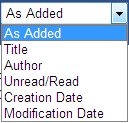 As Added
As Added
Title
Author
Unread/Read
Creation Date
Modification Date